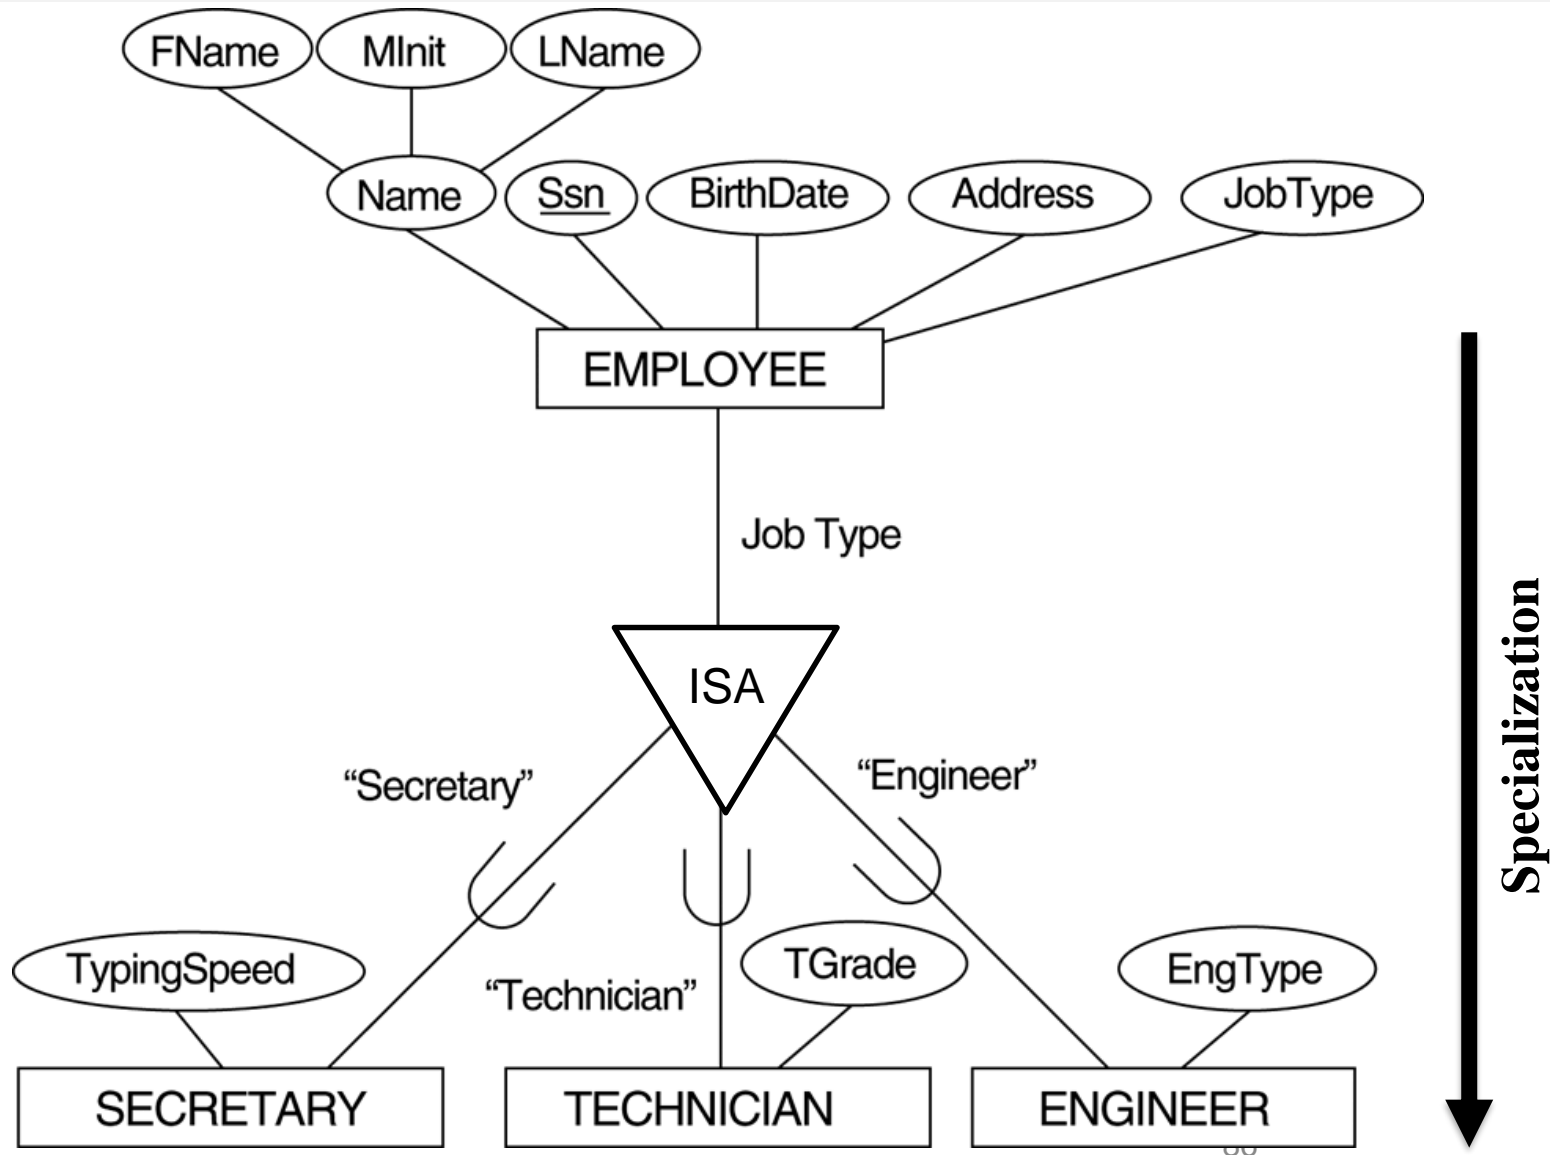 FName
MInit
LName
Name
Ssn
BirthDate
Address
JobType
EMPLOYEE
Job Type
ISA
“Secretary”
“Engineer”
Specialization
TypingSpeed
“Technician”
TGrade
EngType
SECRETARY
TECHNICIAN
ENGINEER